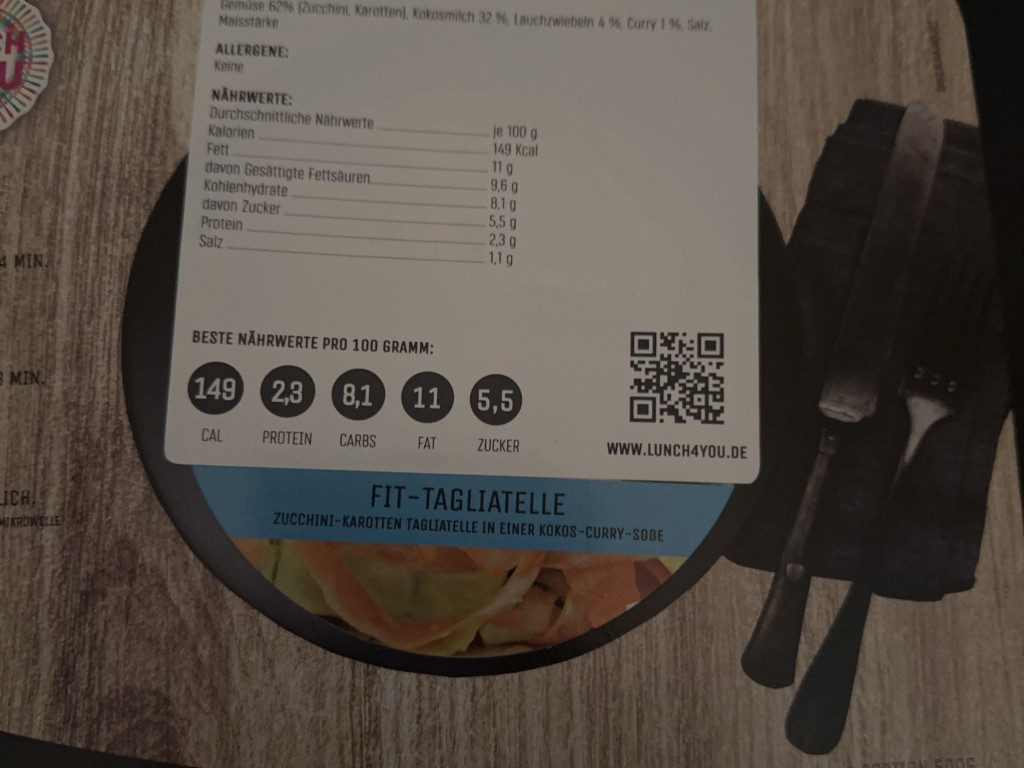 Gemüse 62% (Zucchini, Karotten), Kokosmilch 32 %, Lauchzwiebeln 4 %, Curry 1 %, Salz,
Maisstärke
ALLERGENE:
Keine
NÄHRWERTE:
Durchschnittliche Nährwerte je 100 g
Kalorien 149 Kcal
Fett 11 g
davon Gesättigte Fettsäuren 9,6 g
Kohlenhydrate 8,1 g
davon Zucker 5,5 g
Protein 2,3 g
Salz 1,1 g
CH
U
4 MIN.
MIN.
LICH.
BESTE NÄHRWERTE PRO 100 GRAMM:
149 2,3 8,1 11 5,5
CAL PROTEIN CARBS FAT ZUCKER
WWW.LUNCH4YOU.DE
FIT-TAGLIATELLE
ZUCCHINI-KAROTTEN TAGLIATELLE IN EINER KOKOS-CURRY-SOßE